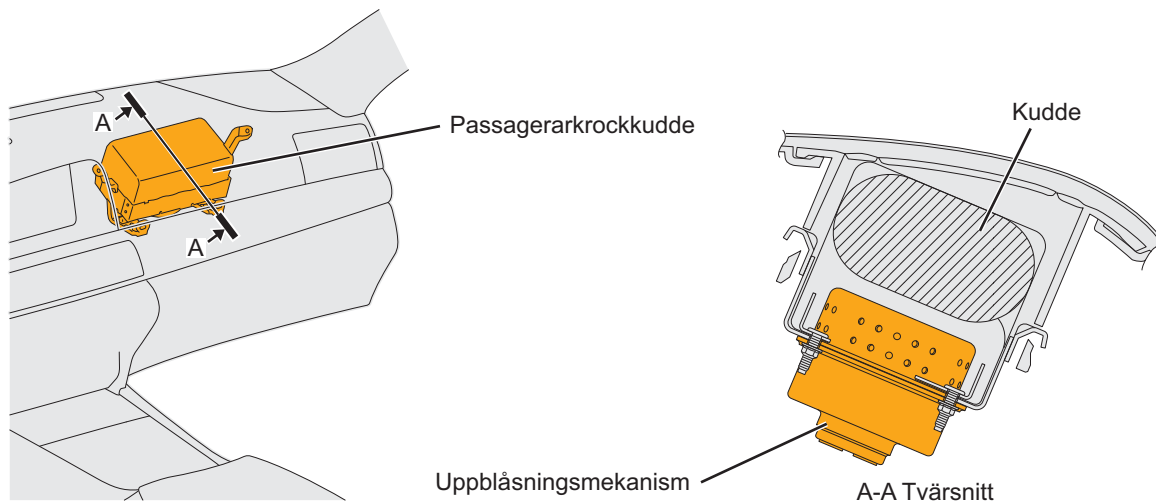 A
Passagerarkrockkudde
A
Kudde
Uppblåsningsmekanism
A-A Tvärsnitt